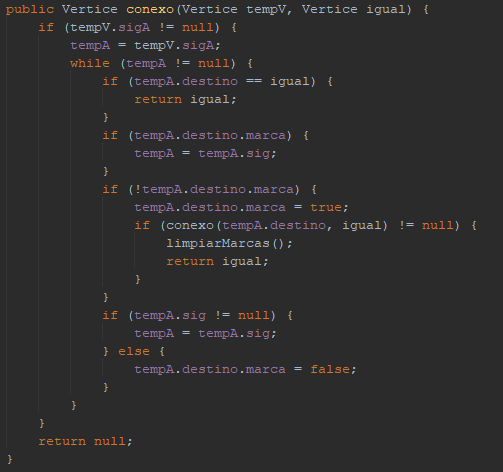 public Vertice conexo(Vertice tempV, Vertice igual) {
    if (tempV.sigA != null) {
        tempA = tempV.sigA;
        while (tempA != null) {
            if (tempA.destino == igual) {
                return igual;
            }
            if (tempA.destino.marca) {
                tempA = tempA.sig;
            }
            if (!tempA.destino.marca) {
                tempA.destino.marca = true;
                if (conexo(tempA.destino, igual) != null) {
                    limpiarMarcas();
                    return igual;
                }
            }
            if (tempA.sig != null) {
                tempA = tempA.sig;
            } else {
                tempA.destino.marca = false;
            }
        }
    }
    return null;
}